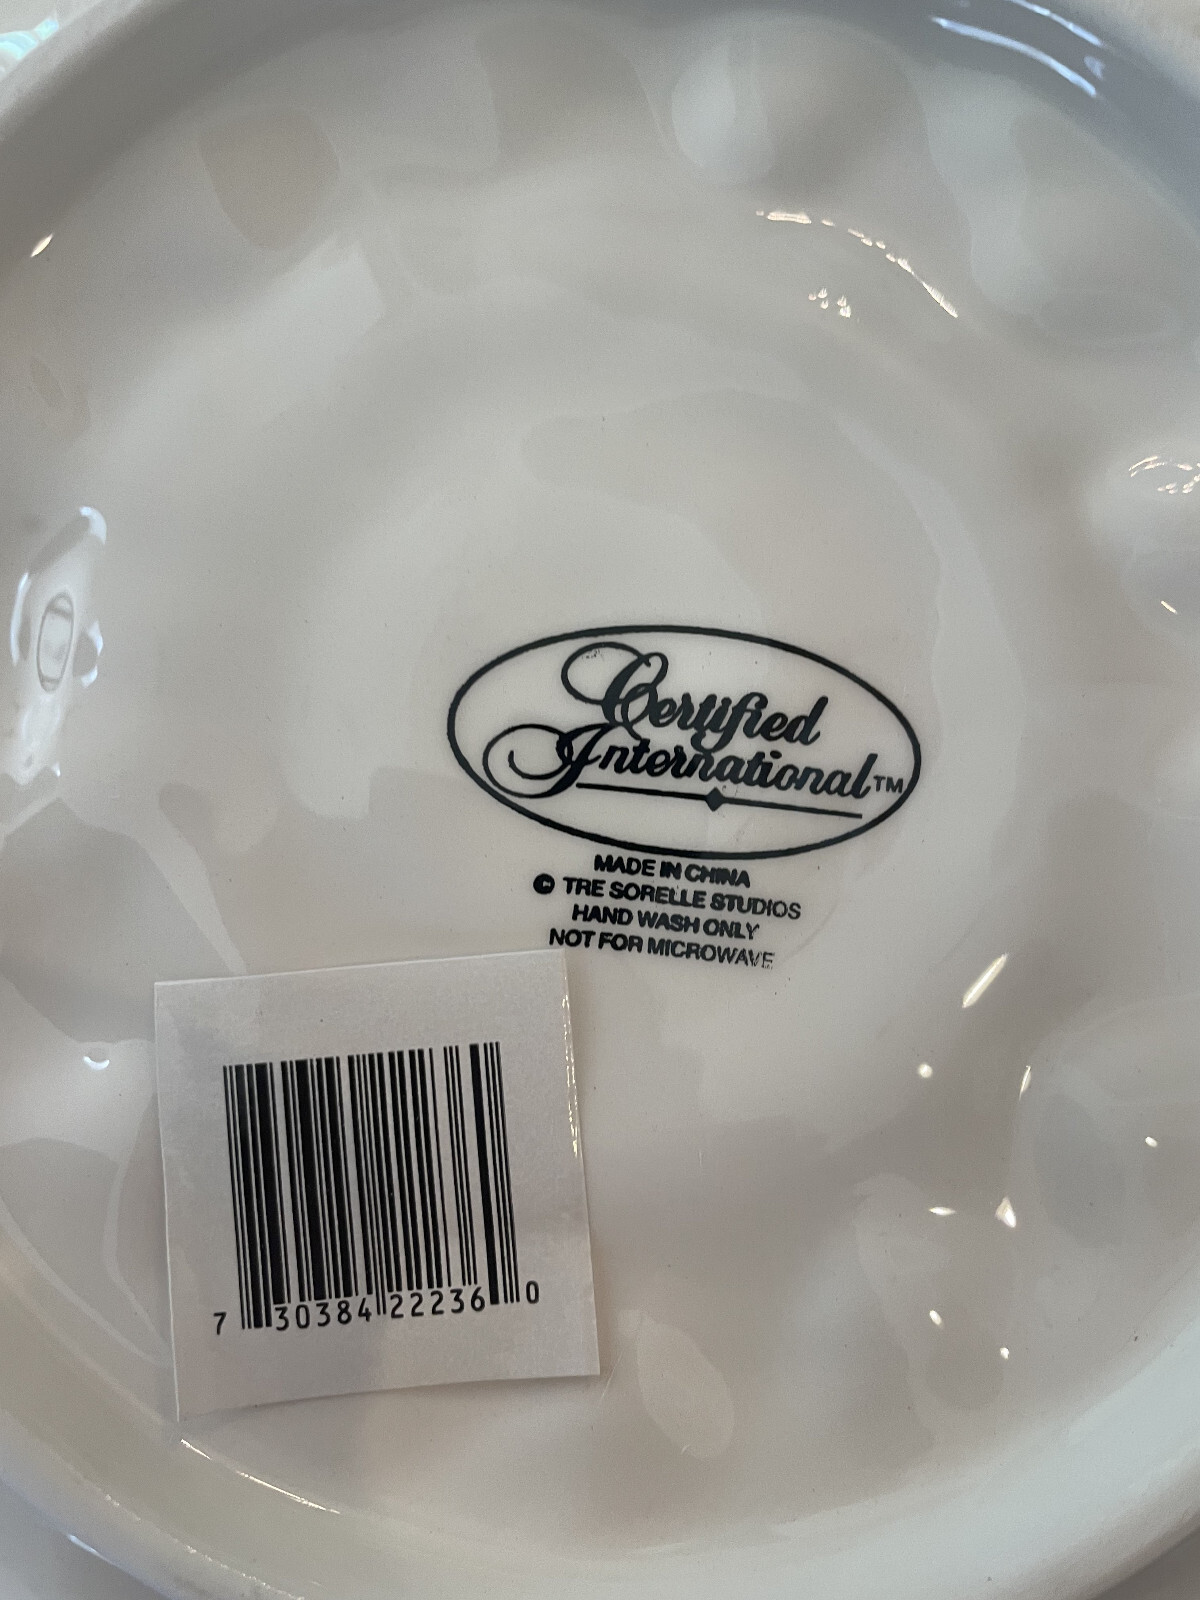 Certified
International™
MADE IN CHINA
© TRE SORELLE STUDIOS
HAND WASH ONLY
NOT FOR MICROWAVE
7 30384 22236 0